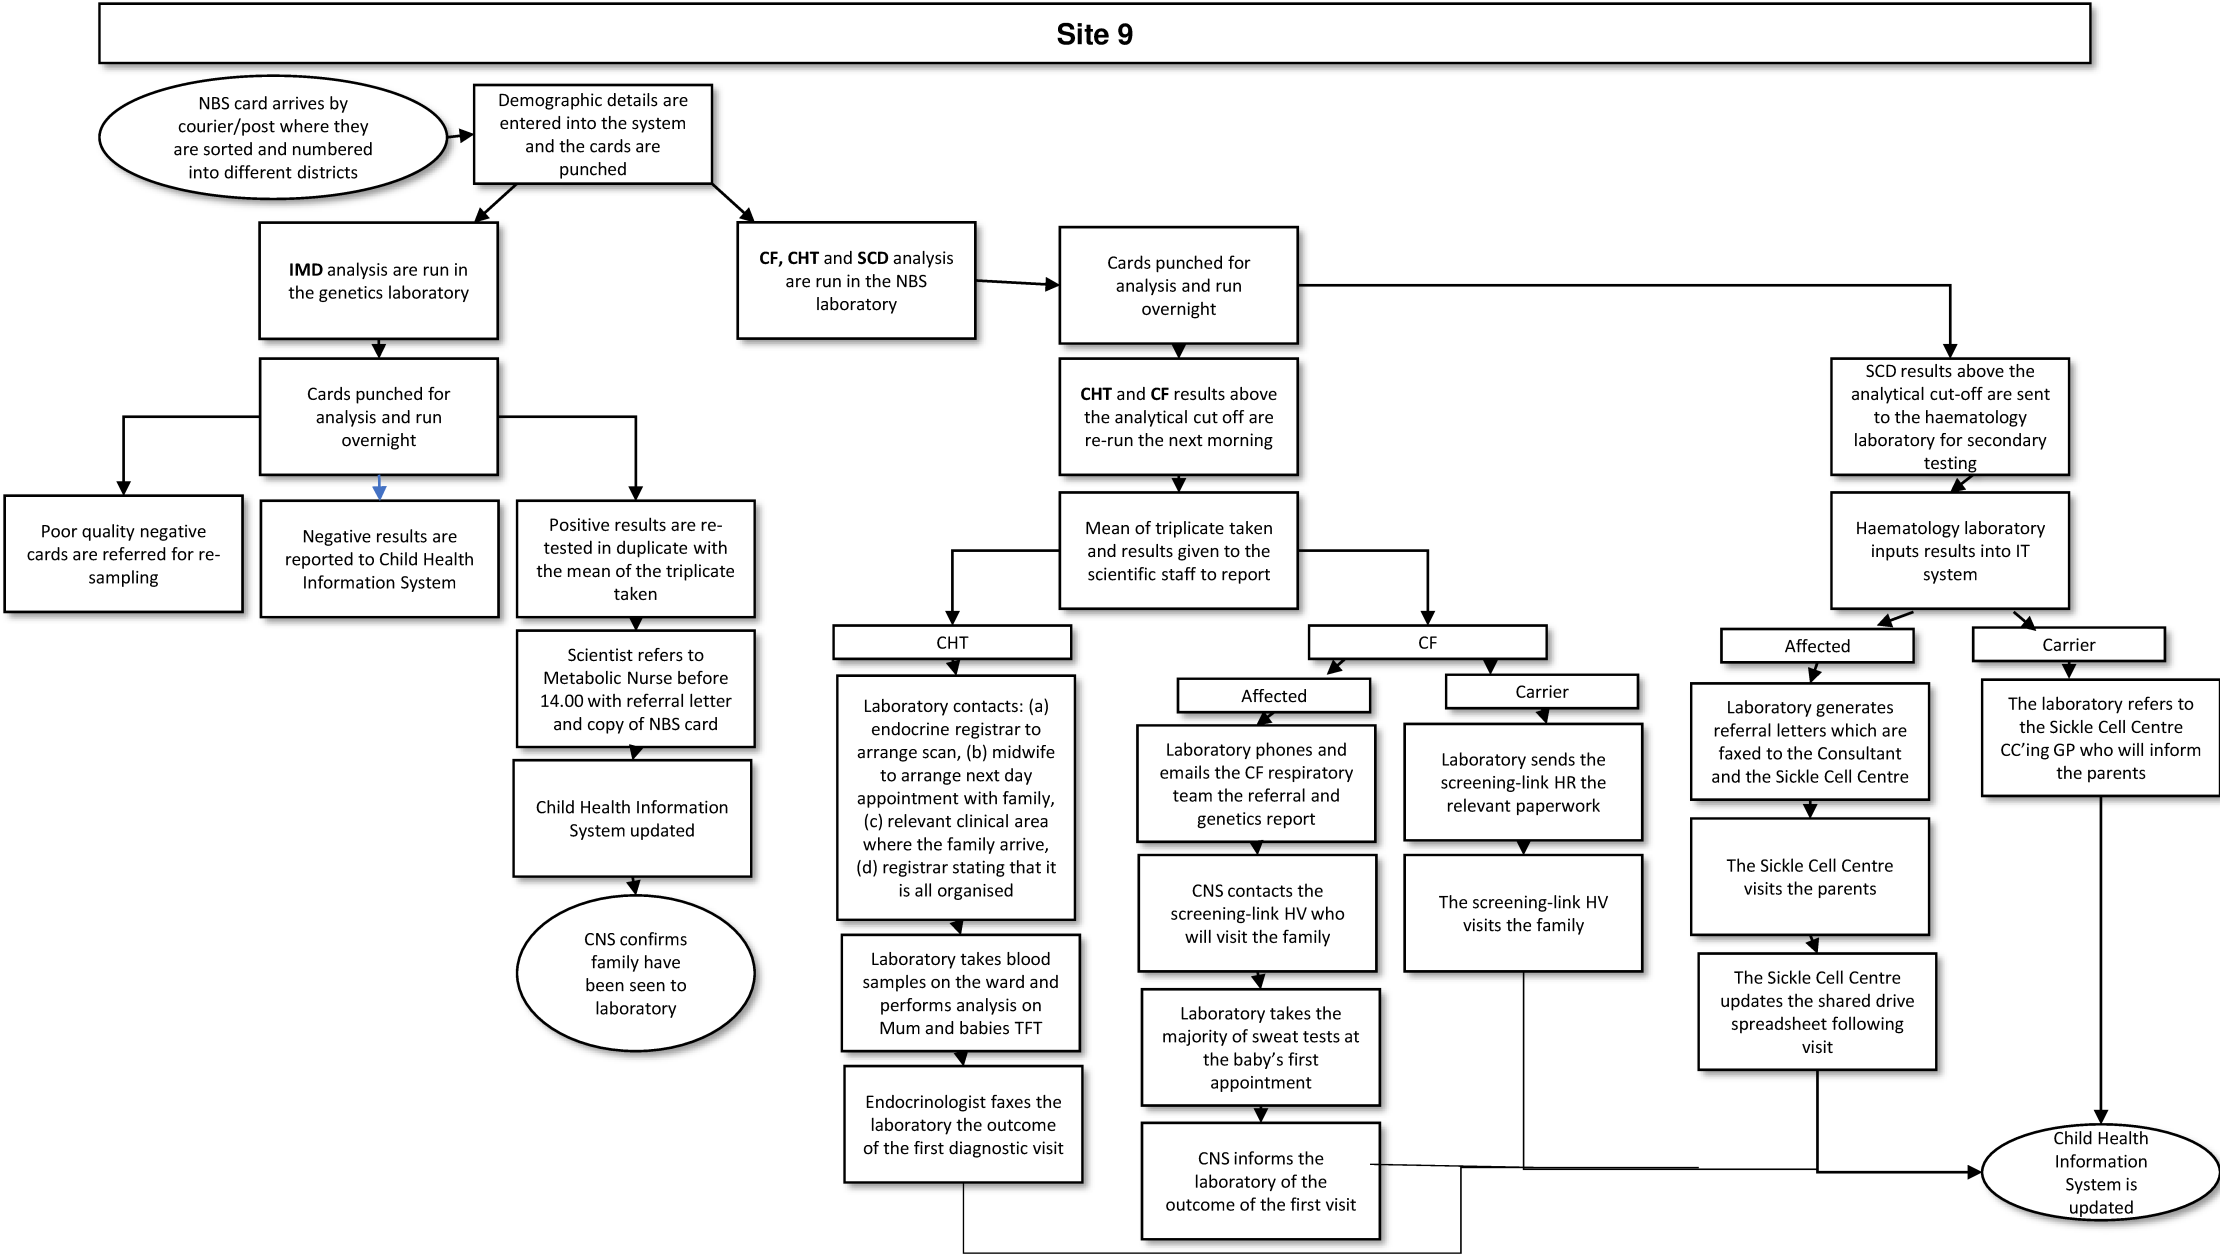 Site 9
NBS card arrives by
courier/post where they
are sorted and numbered
into different districts
Demographic details are
entered into the system
and the cards are
punched
IMD analysis are run in
the genetics laboratory
CF, CHT and SCD analysis
are run in the NBS
laboratory
Cards punched for
analysis and run
overnight
Cards punched for
analysis and run
overnight
CHT and CF results above
the analytical cut off are
re-run the next morning
SCD results above the
analytical cut-off are sent
to the haematology
laboratory for secondary
testing
Poor quality negative
cards are referred for re-
sampling
Negative results are
reported to Child Health
Information System
Positive results are re-
tested in duplicate with
the mean of the triplicate
taken
Mean of triplicate taken
and results given to the
scientific staff to report
Haematology laboratory
inputs results into IT
system
Scientist refers to
Metabolic Nurse before
14.00 with referral letter
and copy of NBS card
Child Health Information
System updated
CNS confirms
family have
been seen to
laboratory
CHT
Laboratory contacts: (a)
endocrine registrar to
arrange scan, (b) midwife
to arrange next day
appointment with family,
(c) relevant clinical area
where the family arrive,
(d) registrar stating that it
is all organised
Laboratory takes blood
samples on the ward and
performs analysis on
Mum and babies TFT
Endocrinologist faxes the
laboratory the outcome
of the first diagnostic visit
CF
Affected
Laboratory phones and
emails the CF respiratory
team the referral and
genetics report
CNS contacts the
screening-link HV who
will visit the family
Laboratory takes the
majority of sweat tests at
the baby’s first
appointment
CNS informs the
laboratory of the
outcome of the first visit
Carrier
Laboratory sends the
screening-link HR the
relevant paperwork
The screening-link HV
visits the family
Affected
Laboratory generates
referral letters which are
faxed to the Consultant
and the Sickle Cell Centre
The Sickle Cell Centre
visits the parents
The Sickle Cell Centre
updates the shared drive
spreadsheet following
visit
Carrier
The laboratory refers to
the Sickle Cell Centre
CC’ing GP who will inform
the parents
Child Health
Information
System is
updated